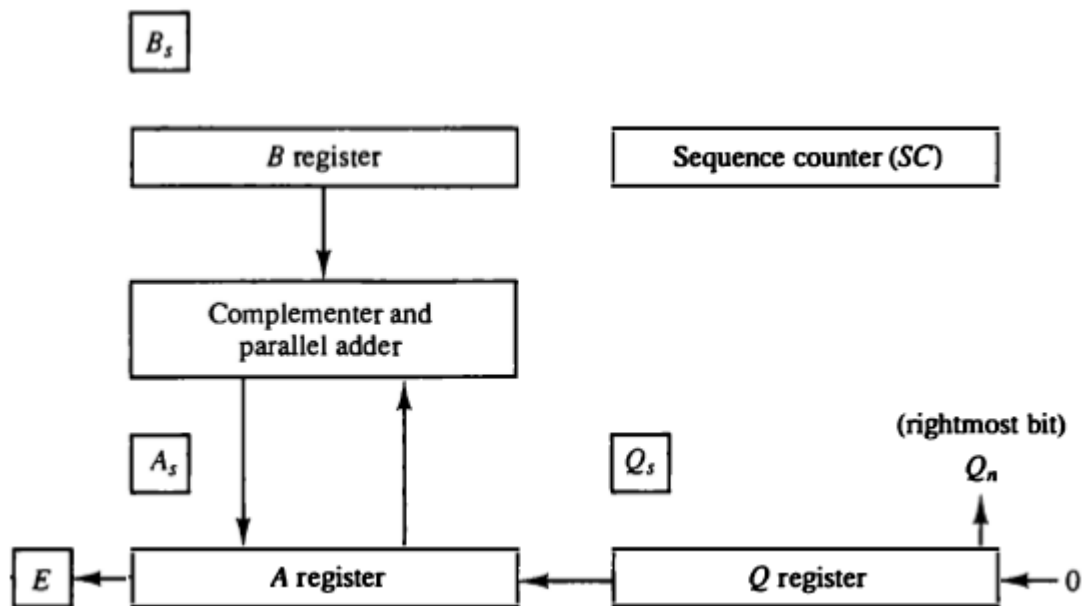 B_s
B register
Sequence counter (SC)
Complementer and
parallel adder
(rightmost bit)
A_s
Q_s
Q_n
E
A register
Q register
0